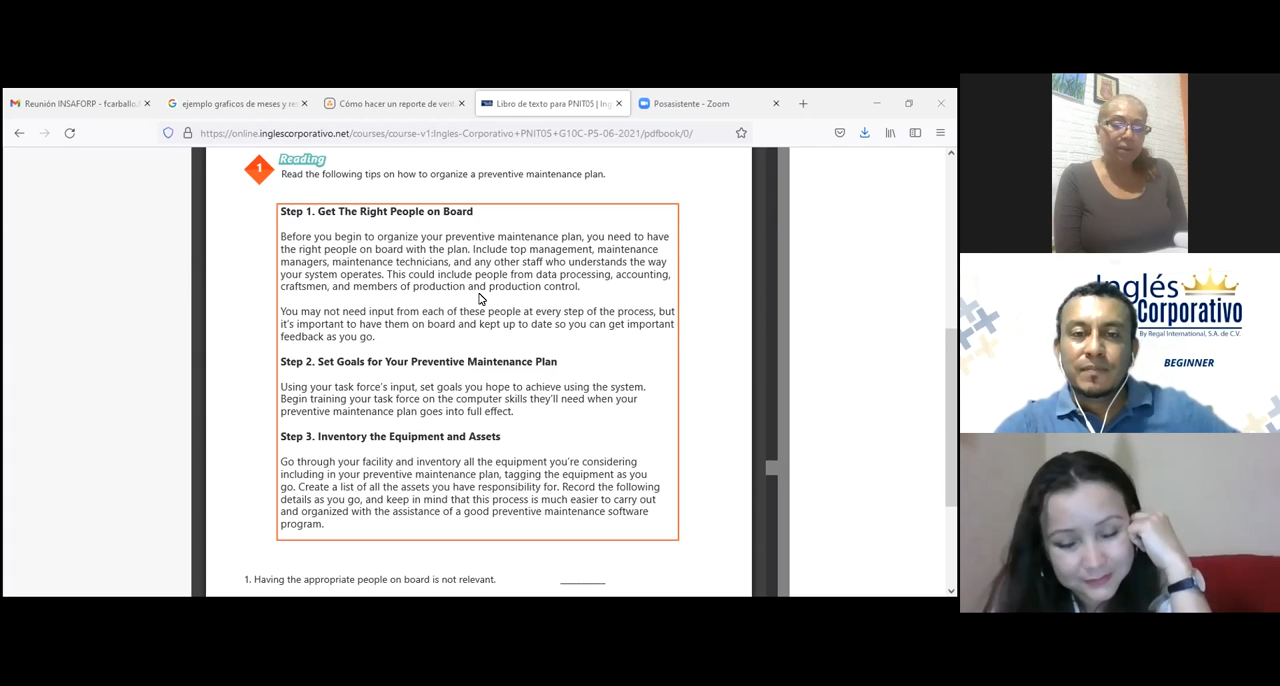 Reunión INSAFORP - fcarballo.
ejemplo graficos de meses y re
Cómo hacer un reporte de ven
Libro de texto para PNIT05 | Ing
Posasistente - Zoom
https://online.inglescorporativo.net/courses/course-v1:Ingles-Corporativo+PNIT05+G10C-P5-06-2021/pdfbook/0/
1
Reading
Read the following tips on how to organize a preventive maintenance plan.
Step 1. Get The Right People on Board
Before you begin to organize your preventive maintenance plan, you need to have
the right people on board with the plan. Include top management, maintenance
managers, maintenance technicians, and any other staff who understands the way
your system operates. This could include people from data processing, accounting,
craftsmen, and members of production and production control.
You may not need input from each of these people at every step of the process, but
it's important to have them on board and kept up to date so you can get important
feedback as you go.
Step 2. Set Goals for Your Preventive Maintenance Plan
Using your task force's input, set goals you hope to achieve using the system.
Begin training your task force on the computer skills they'll need when your
preventive maintenance plan goes into full effect.
Step 3. Inventory the Equipment and Assets
Go through your facility and inventory all the equipment you're considering
including in your preventive maintenance plan, tagging the equipment as you
go. Create a list of all the assets you have responsibility for. Record the following
details as you go, and keep in mind that this process is much easier to carry out
and organized with the assistance of a good preventive maintenance software
program.
1. Having the appropriate people on board is not relevant. ________
Inglés
Corporativo
By Regal International, S.A. de C.V.
BEGINNER